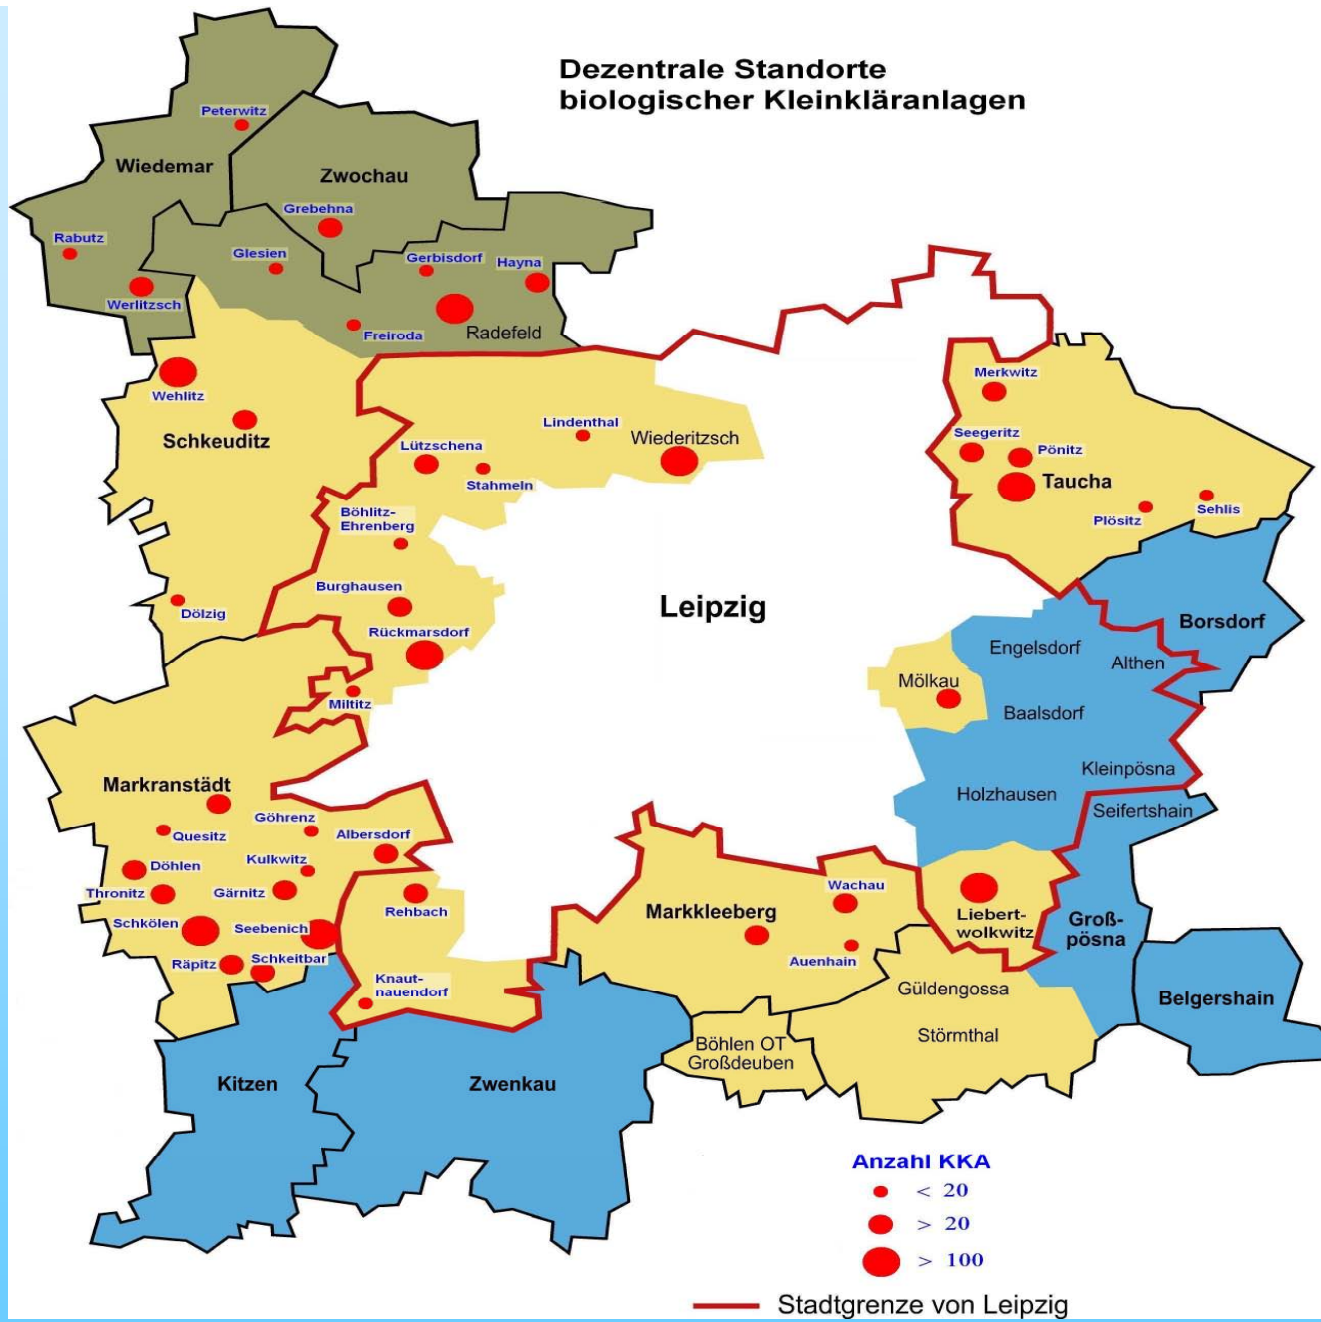 Dezentrale Standorte
biologischer Kleinkläranlagen
Peterwitz
Wiedemar
Zwochau
Grebehna
Rabutz
Glesien
Gerbisdorf
Hayna
Werlitzsch
Freiroda
Radefeld
Wehlitz
Schkeuditz
Merkwitz
Lindenthal
Wiederitzsch
Lützschena
Stahmeln
Seegeritz
Pönitz
Taucha
Plösitz
Sehlis
Böhlitz-
Ehrenberg
Burghausen
Dölzig
Rückmarsdorf
Leipzig
Miltitz
Borsdorf
Engelsdorf
Althen
Mölkau
Baalsdorf
Kleinpösna
Holzhausen
Seifertshain
Markranstädt
Quesitz
Göhrenz
Albersdorf
Döhlen
Kulkwitz
Thronitz
Gärnitz
Rehbach
Schkölen
Seebenich
Räpitz
Schkeitbar
Knaut-
nauendorf
Wachau
Markkleeberg
Auenhain
Liebert-
wolkwitz
Groß-
pösna
Güldengossa
Störmthal
Belgershain
Böhlen OT
Großdeuben
Kitzen
Zwenkau
Anzahl KKA
< 20
> 20
> 100
Stadtgrenze von Leipzig